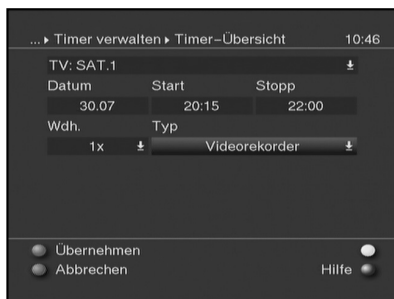 ... ▸ Timer verwalten ▸ Timer-Übersicht 10:46
TV: SAT.1
Datum Start Stopp
30.07 20:15 22:00
Wdh. Typ
1x Videorekorder
Übernehmen
Abbrechen Hilfe